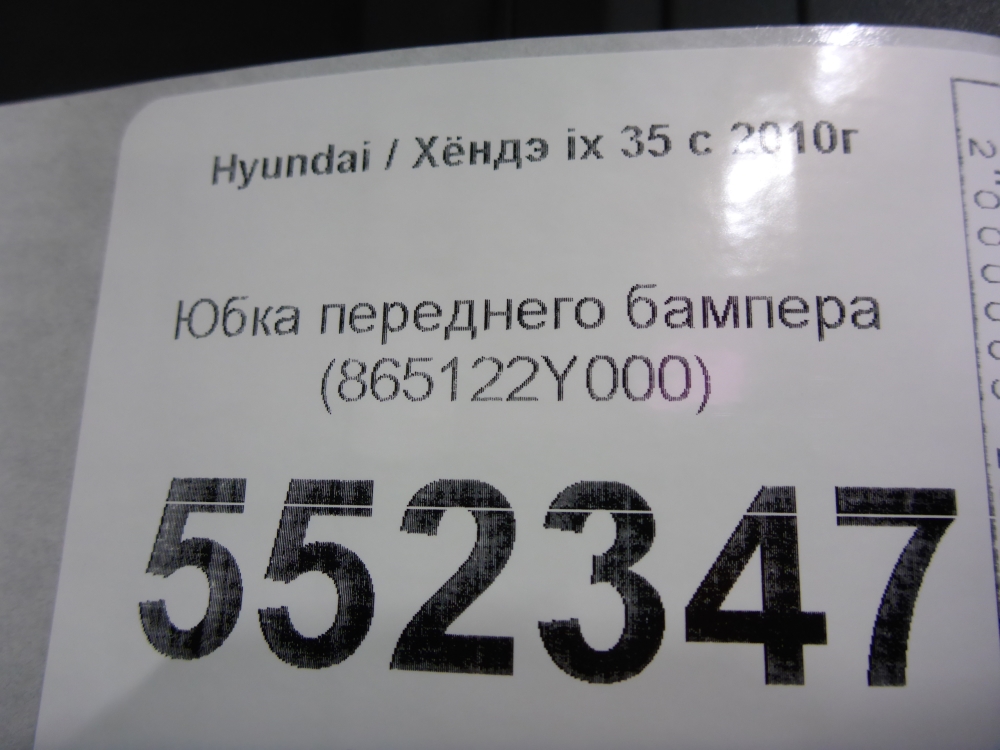 Hyundai / Хёндэ ix 35 с 2010г
Юбка переднего бампера
(865122Y000)
552347